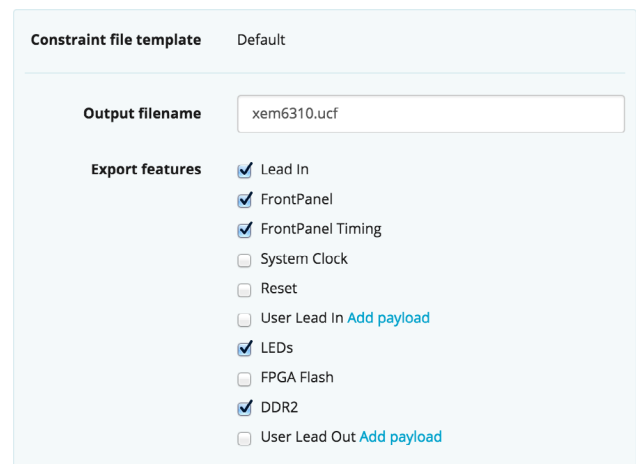 Constraint file template Default
Output filename xem6310.ucf
Export features Lead In
FrontPanel
FrontPanel Timing
System Clock
Reset
User Lead In Add payload
LEDs
FPGA Flash
DDR2
User Lead Out Add payload